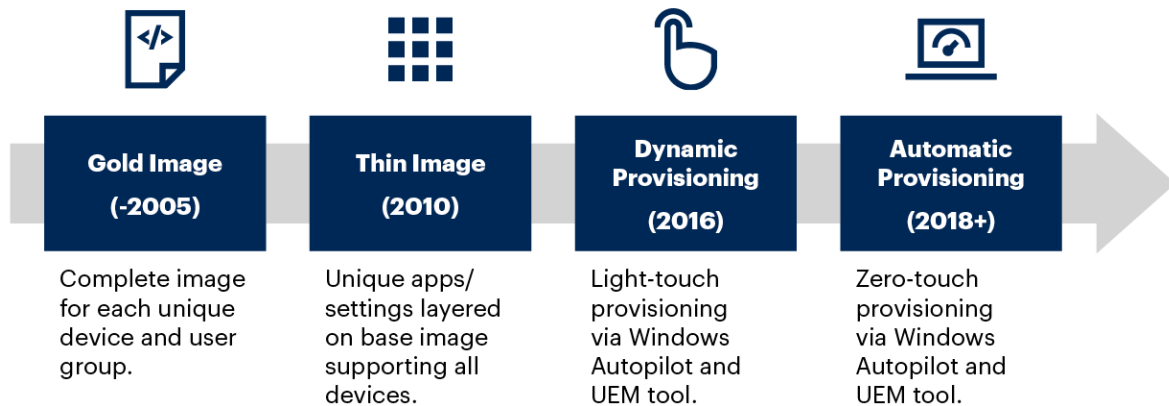 </>
Gold Image
(-2005)
Complete image
for each unique
device and user
group.
Thin Image
(2010)
Unique apps/
settings layered
on base image
supporting all
devices.
Dynamic
Provisioning
(2016)
Light-touch
provisioning
via Windows
Autopilot and
UEM tool.
Automatic
Provisioning
(2018+)
Zero-touch
provisioning
via Windows
Autopilot and
UEM tool.